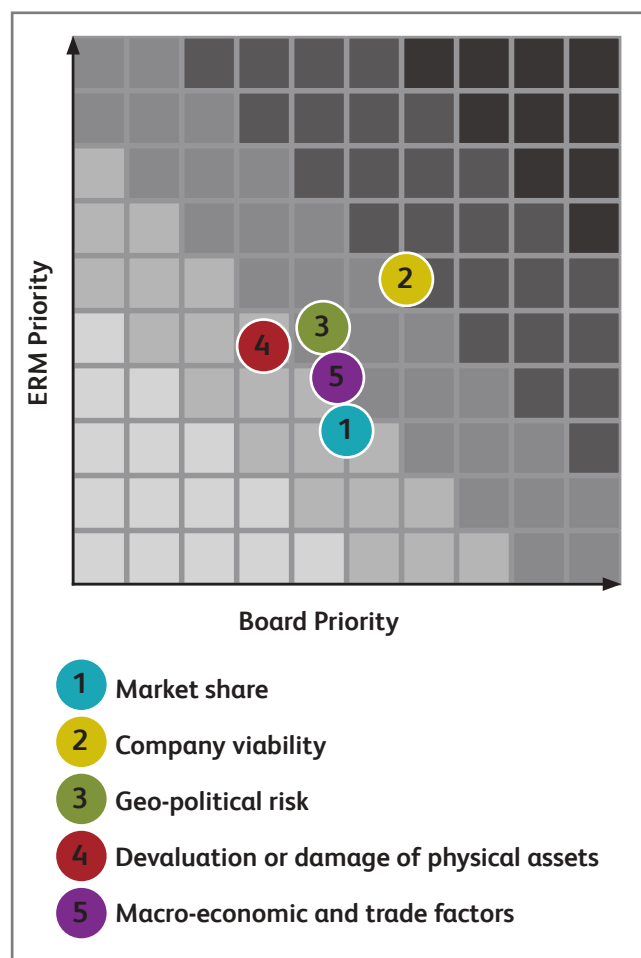 ERM Priority
2
3
4
5
1
Board Priority
1 Market share
2 Company viability
3 Geo-political risk
4 Devaluation or damage of physical assets
5 Macro-economic and trade factors